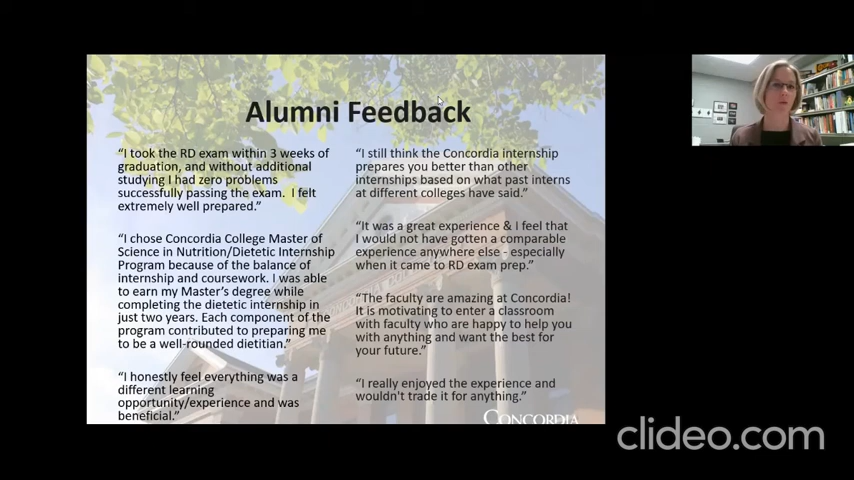 Alumni Feedback
“I took the RD exam within 3 weeks of
graduation, and without additional
studying I had zero problems
successfully passing the exam.  I felt
extremely well prepared.”
“I chose Concordia College Master of
Science in Nutrition/Dietetic Internship
Program because of the balance of
internship and coursework. I was able
to earn my Master’s degree while
completing the dietetic internship in
just two years. Each component of the
program contributed to preparing me
to be a well-rounded dietitian.”
“I honestly feel everything was a
different learning
opportunity/experience and was
beneficial.”
“I still think the Concordia internship
prepares you better than other
internships based on what past interns
at different colleges have said.”
“It was a great experience & I feel that
I would not have gotten a comparable
experience anywhere else - especially
when it came to RD exam prep.”
“The faculty are amazing at Concordia!
It is motivating to enter a classroom
with faculty who are happy to help you
with anything and want the best for
your future.”
“I really enjoyed the experience and
wouldn't trade it for anything.”
CONCORDIA
clideo.com